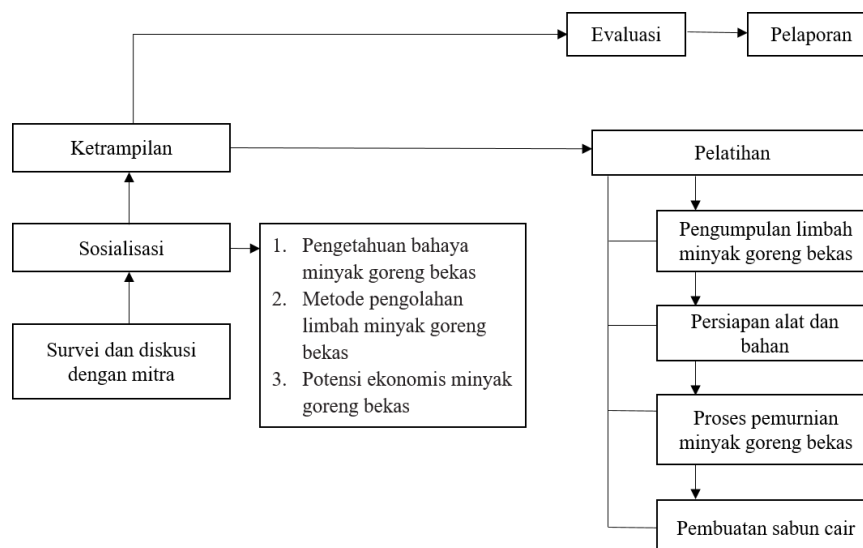 Evaluasi
Pelaporan
Ketrampilan
Pelatihan
Sosialisasi
1. Pengetahuan bahaya
minyak goreng bekas
2. Metode pengolahan
limbah minyak goreng
bekas
3. Potensi ekonomis minyak
goreng bekas
Survei dan diskusi
dengan mitra
Pengumpulan limbah
minyak goreng bekas
Persiapan alat dan
bahan
Proses pemurnian
minyak goreng bekas
Pembuatan sabun cair